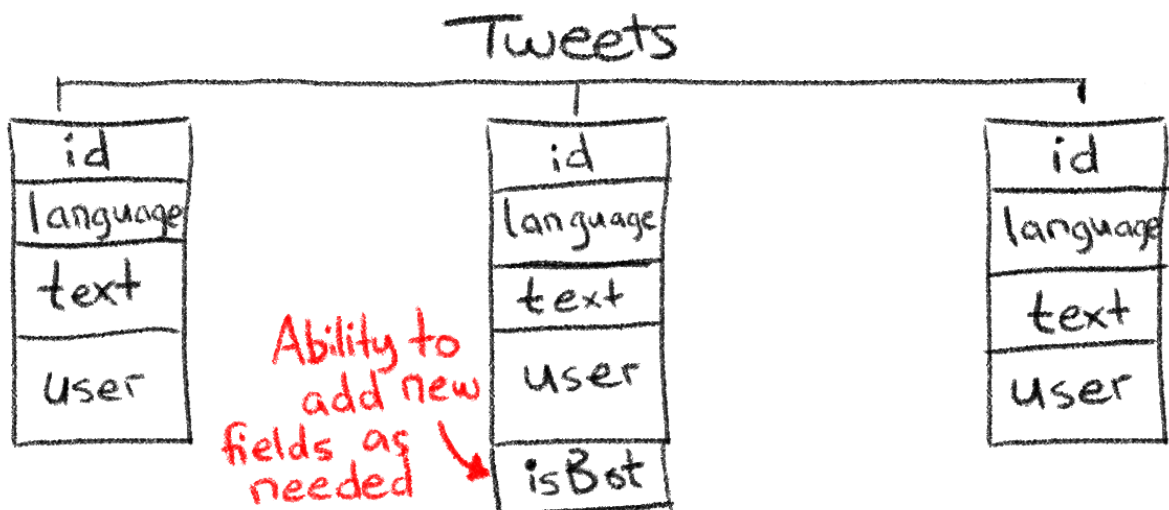 Tweets
id
language
text
user
id
language
text
user
isBot
id
language
text
user
Ability to
add new
fields as
needed